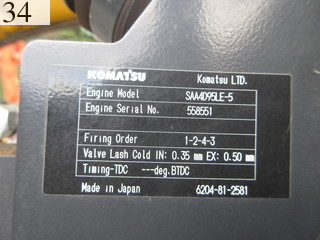 34
KOMATSU Komatsu LTD.
Engine Model SAA4D95LE-5
Engine Serial No. 558551
Firing Order 1-2-4-3
Valve Lash Cold IN: 0.35 mm EX: 0.50 mm
Timing-TDC ---deg.BTDC
Made in Japan 6204-81-2581